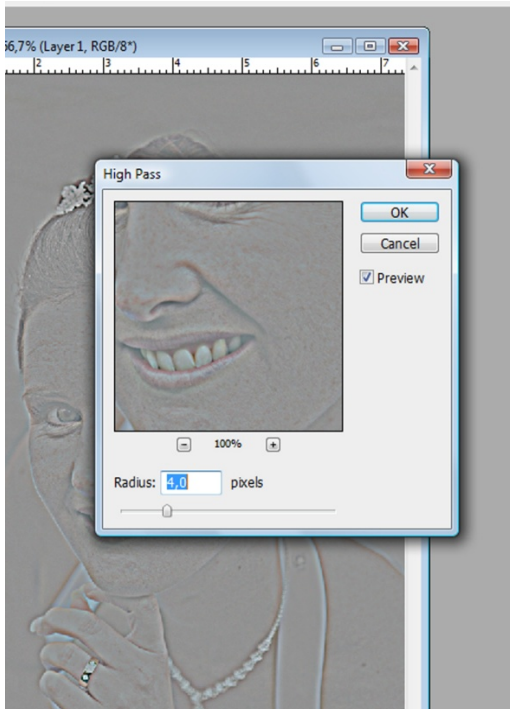 56,7% (Layer 1, RGB/8*)
2 3 4 5 6 7
High Pass
OK
Cancel
Preview
100%
Radius: 4,0 pixels